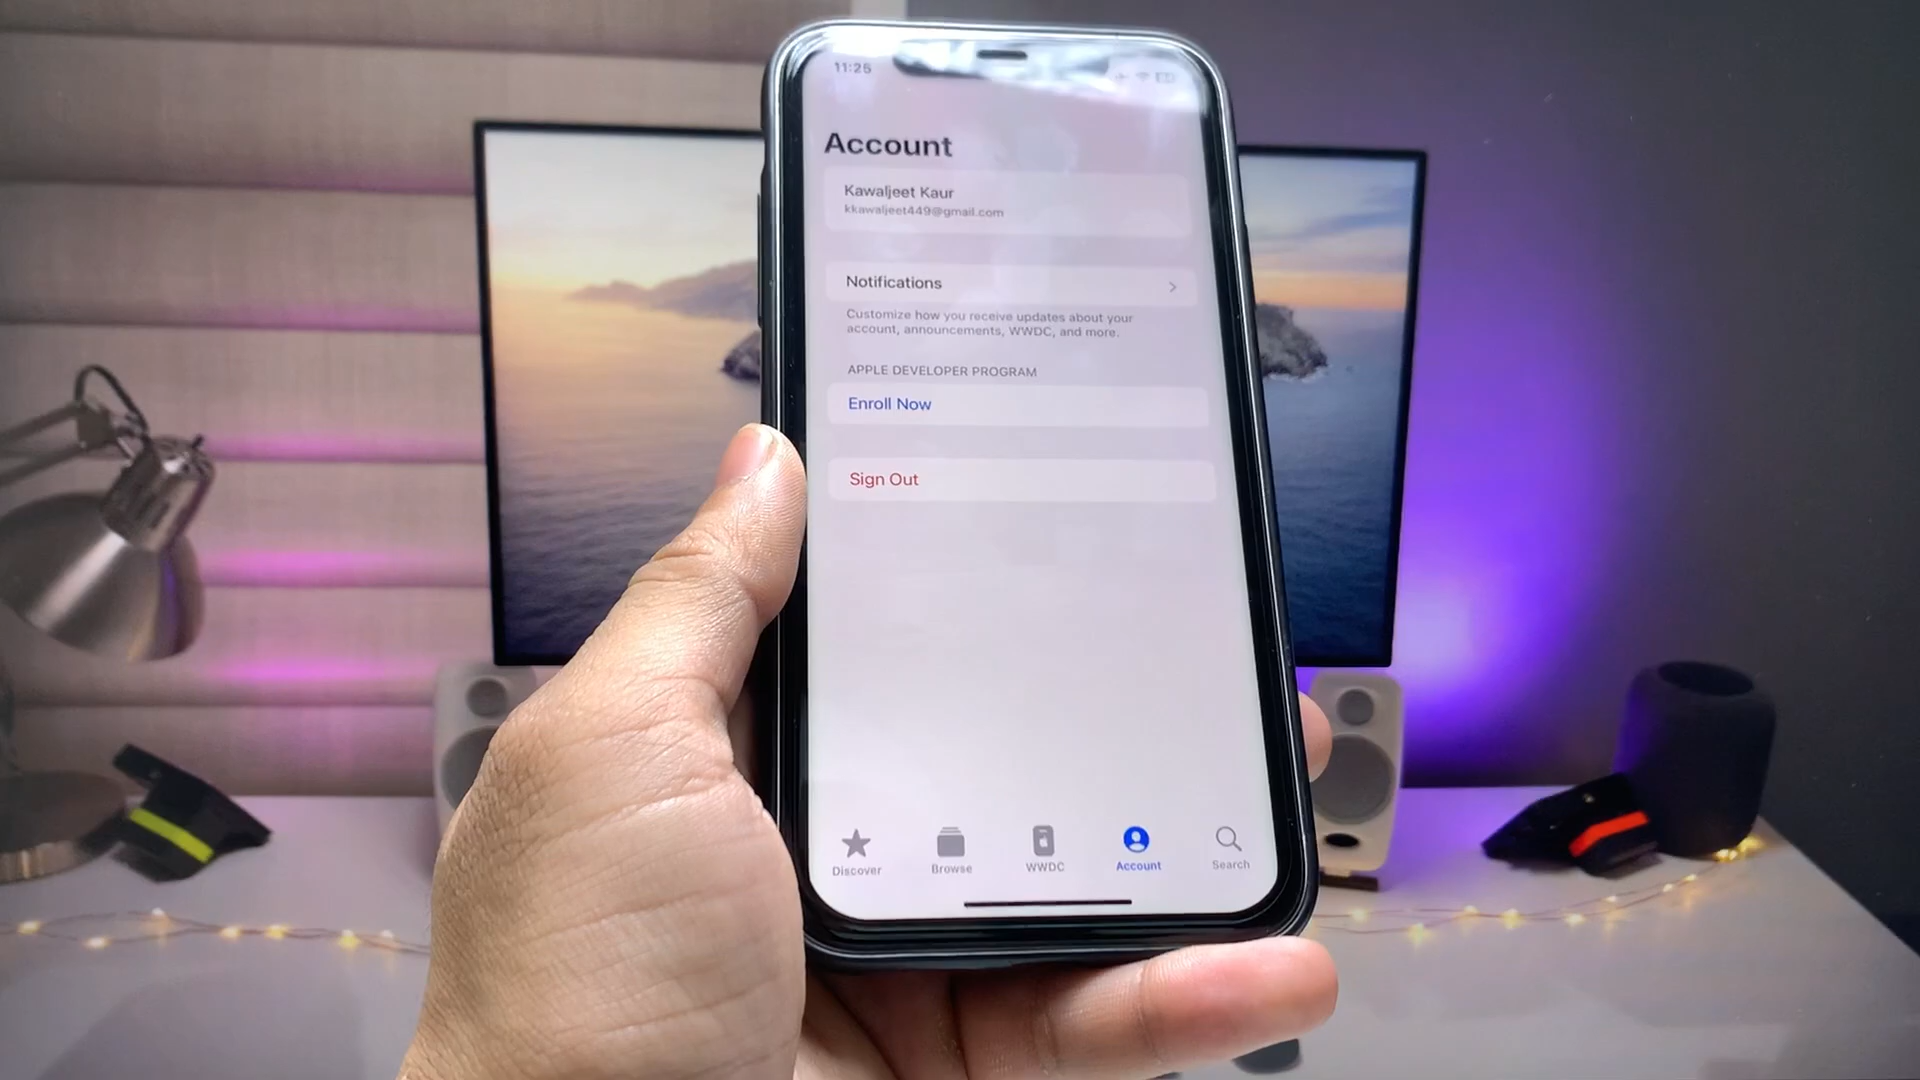 11:25
Account
Kawaljeet Kaur
kkawaljeet449@gmail.com
Notifications
Customize how you receive updates about your
account, announcements, WWDC, and more.
APPLE DEVELOPER PROGRAM
Enroll Now
Sign Out
Discover
Browse
WWDC
Account
Search